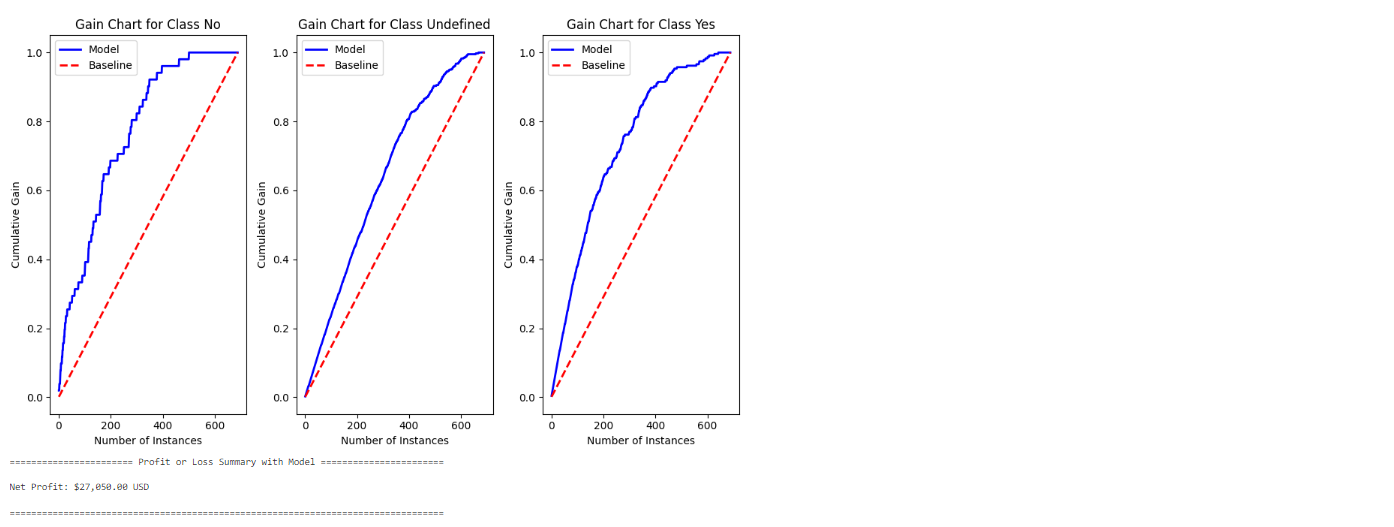 Gain Chart for Class No
Gain Chart for Class Undefined
Gain Chart for Class Yes
Model
Baseline
Model
Baseline
Model
Baseline
1.0
0.8
0.6
0.4
0.2
0.0
Cumulative Gain
0
200
400
600
Number of Instances
1.0
0.8
0.6
0.4
0.2
0.0
Cumulative Gain
0
200
400
600
Number of Instances
1.0
0.8
0.6
0.4
0.2
0.0
Cumulative Gain
0
200
400
600
Number of Instances
======================= Profit or Loss Summary with Model =======================
Net Profit: $27,050.00 USD
=================================================================================